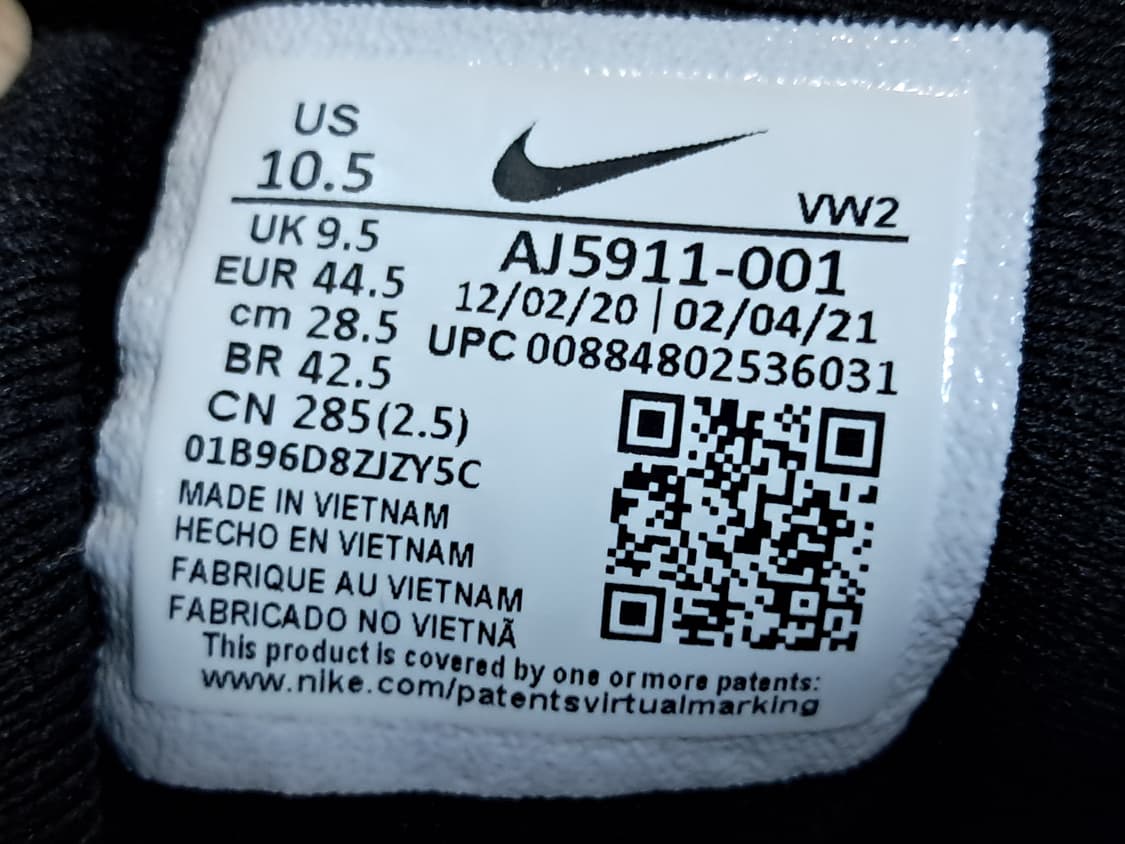 US
10.5
VW2
UK 9.5
AJ5911-001
EUR 44.5
12/02/20 | 02/04/21
cm 28.5
UPC 00884802536031
BR 42.5
CN 285(2.5)
01B96D8ZJZY5C
MADE IN VIETNAM
HECHO EN VIETNAM
FABRIQUE AU VIETNAM
FABRICADO NO VIETNÃ
This product is covered by one or more patents:
www.nike.com/patentsvirtualmarking